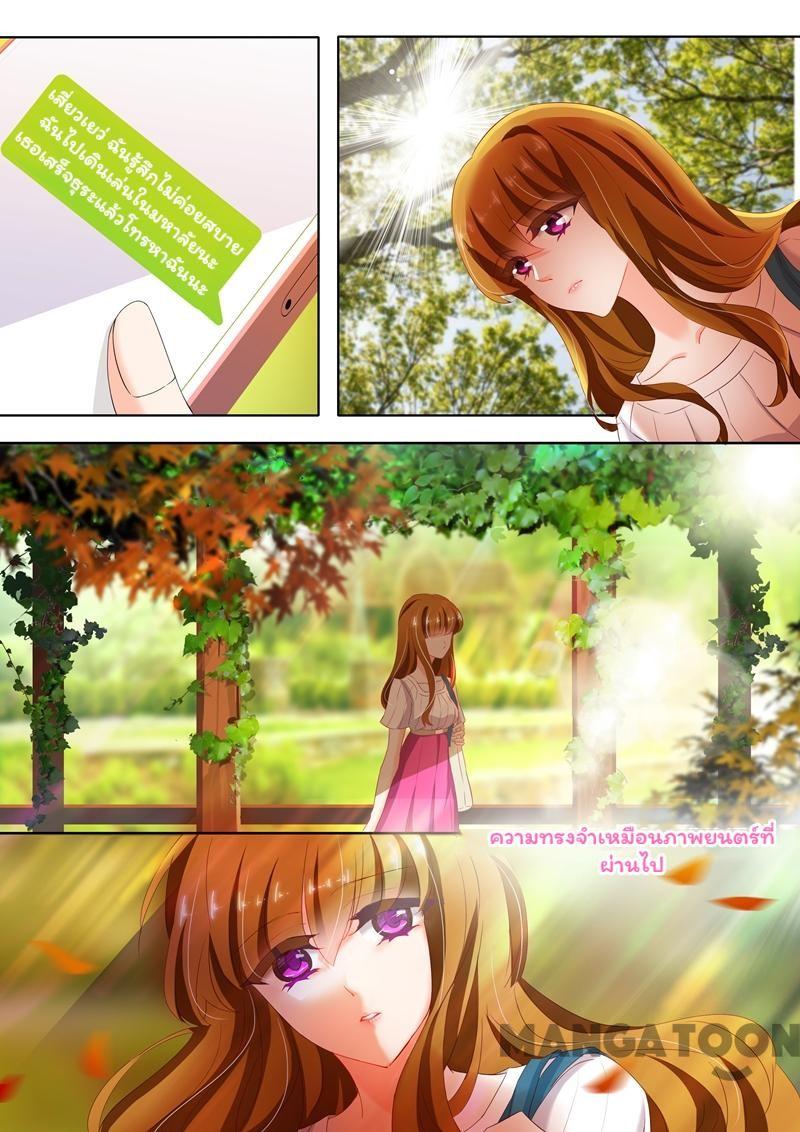 เสี่ยวเยว่ ฉันรู้สึกไม่ค่อยสบาย
ฉันไปเดินเล่นในมหาลัยนะ
เธอเสร็จธุระแล้วโทรหาฉันนะ
ความทรงจำเหมือนภาพยนตร์ที่
ผ่านไป
MANGATOON